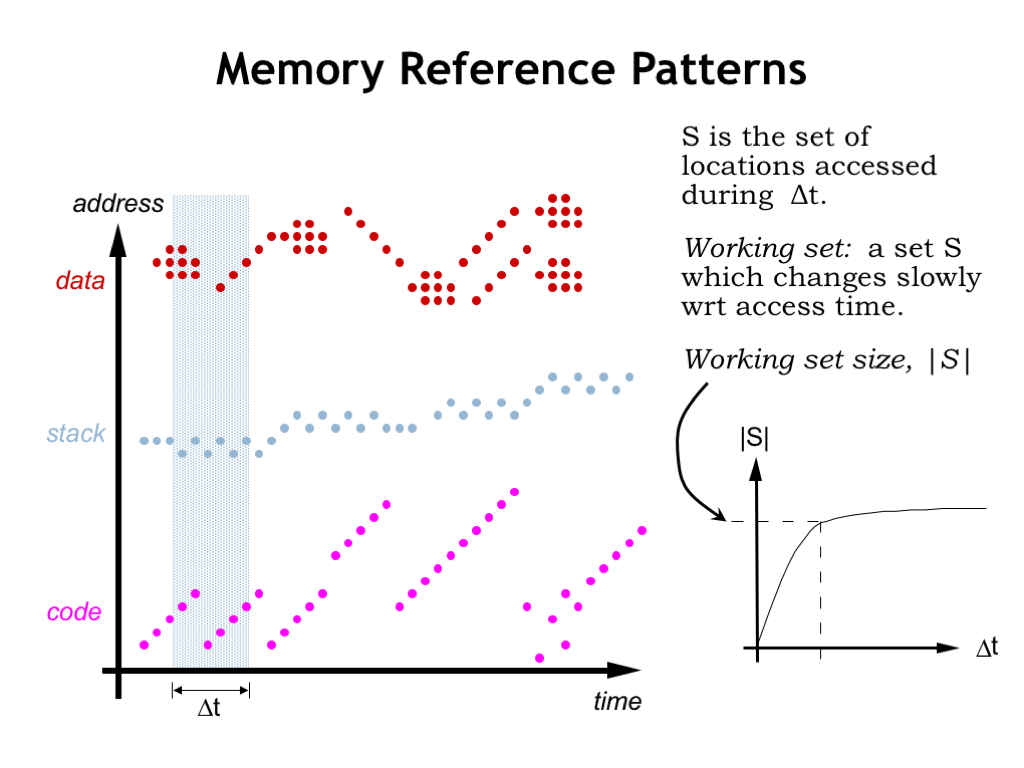 Memory Reference Patterns
S is the set of
locations accessed
during Δt.
Working set: a set S
which changes slowly
wrt access time.
Working set size, |S|
address
data
stack
code
Δt
time
|S|
Δt